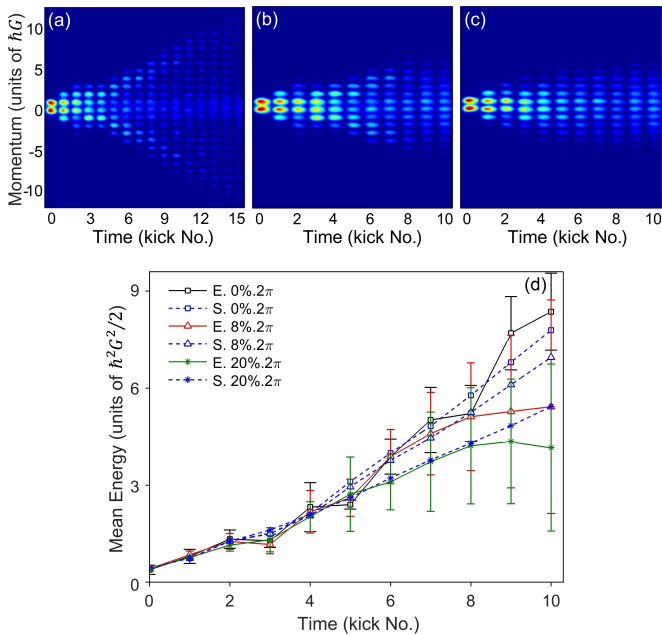 (a)
(b)
(c)
Momentum (units of ℏG)
10
5
0
-5
-10
0 3 6 9 12 15
0 2 4 6 8 10
0 2 4 6 8 10
Time (kick No.)
Time (kick No.)
Time (kick No.)
(d)
E. 0%.2π
S. 0%.2π
E. 8%.2π
S. 8%.2π
E. 20%.2π
S. 20%.2π
Mean Energy (units of ℏ²G²/2)
9
6
3
0
0 2 4 6 8 10
Time (kick No.)